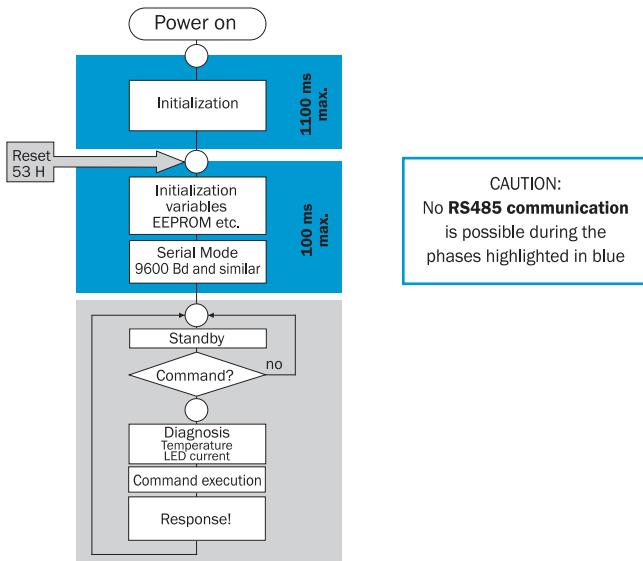 Power on
Initialization
1100 ms
max.
Reset
53 H
Initialization
variables
EEPROM etc.
Serial Mode
9600 Bd and similar
100 ms
max.
CAUTION:
No RS485 communication
is possible during the
phases highlighted in blue
Standby
Command?
no
Diagnosis
Temperature
LED current
Command execution
Response!